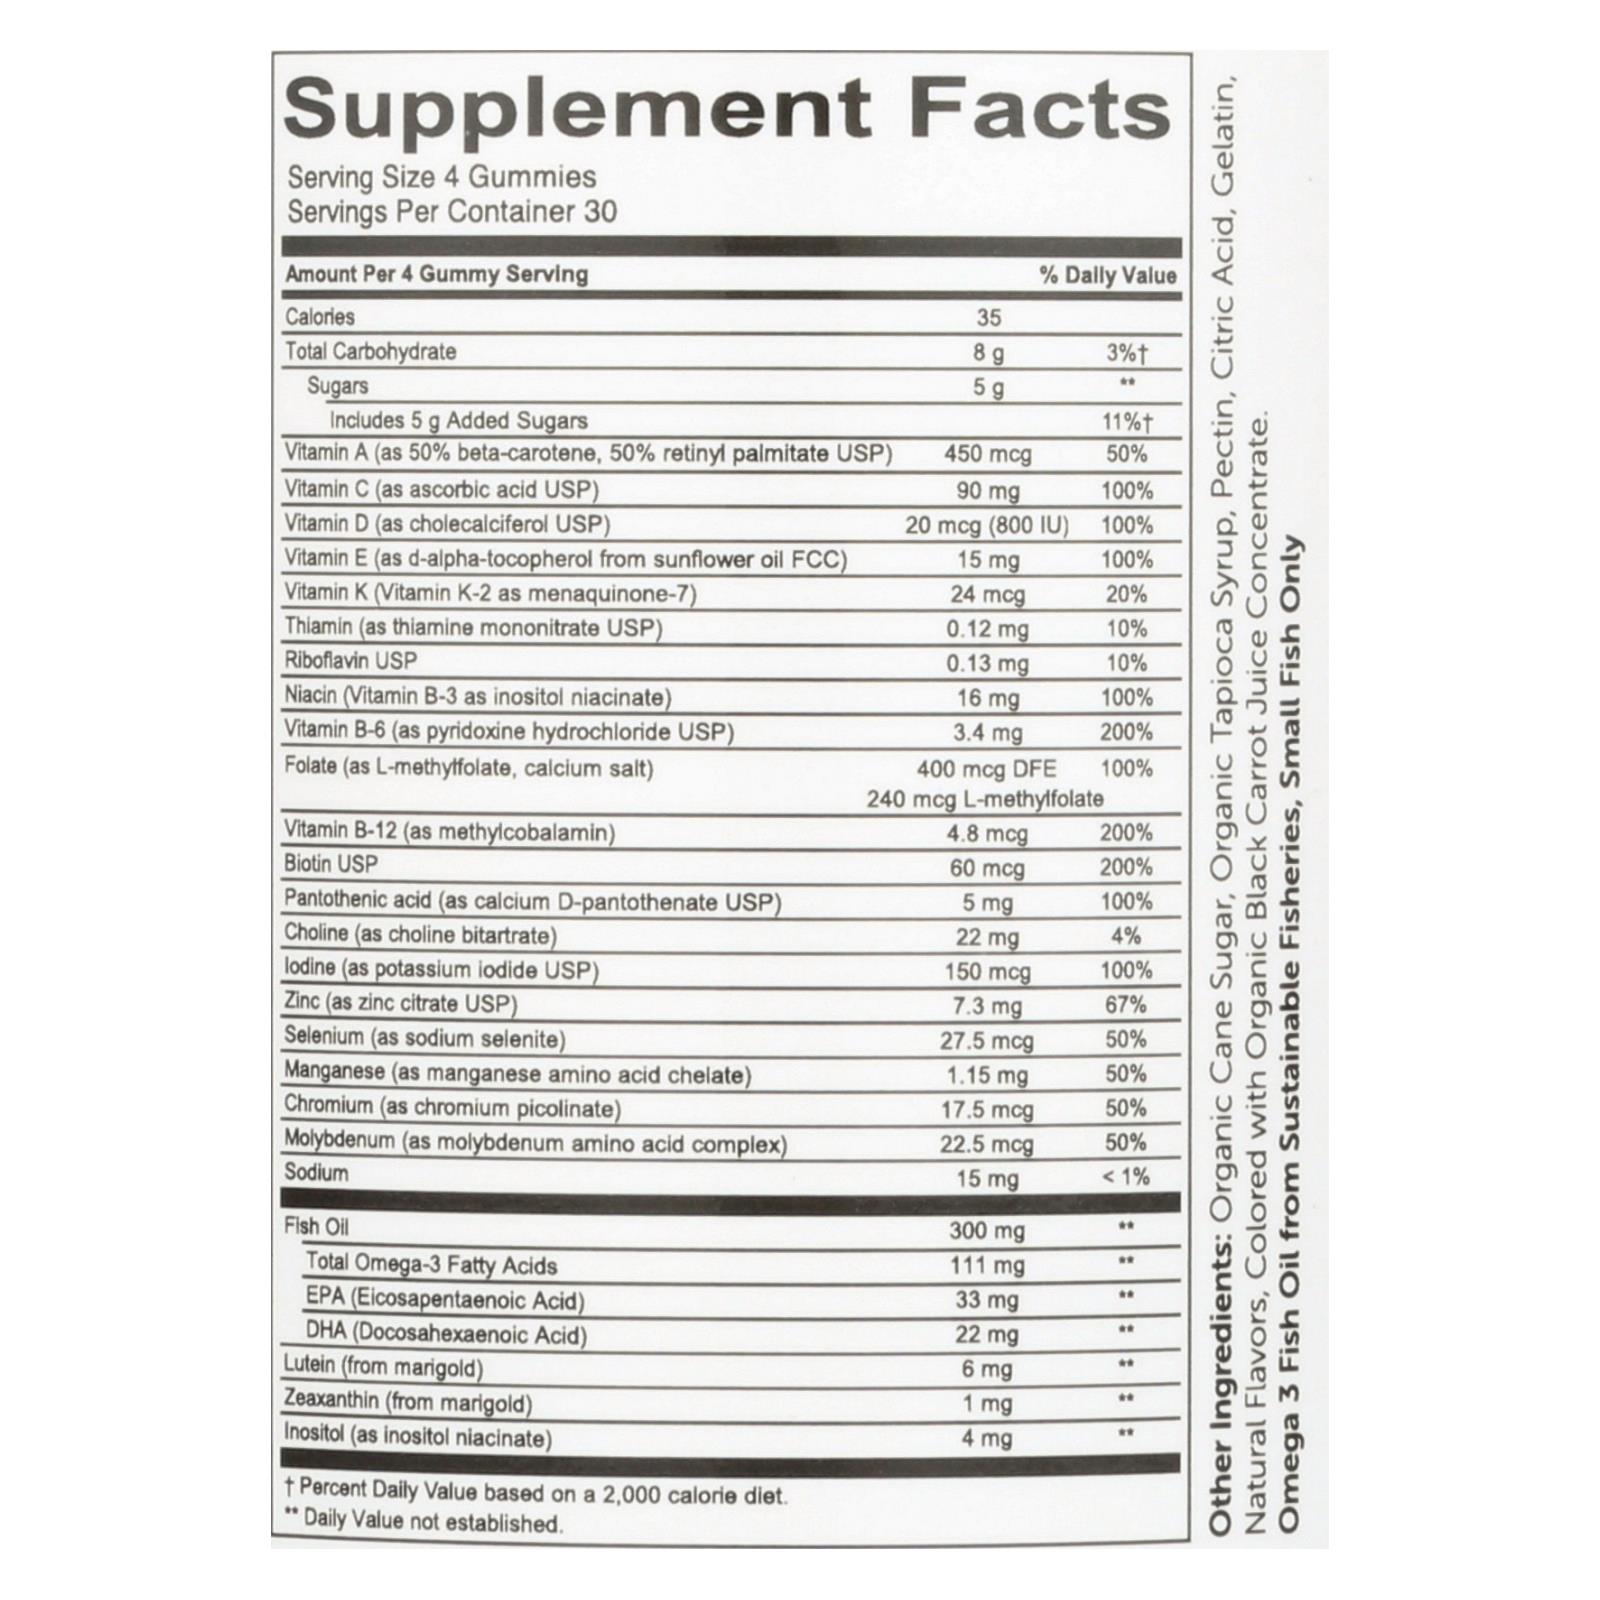 Supplement Facts
Serving Size 4 Gummies
Servings Per Container 30
Amount Per 4 Gummy Serving % Daily Value
Calories 35
Total Carbohydrate 8 g 3%†
Sugars 5 g **
Includes 5 g Added Sugars 11%†
Vitamin A (as 50% beta-carotene, 50% retinyl palmitate USP) 450 mcg 50%
Vitamin C (as ascorbic acid USP) 90 mg 100%
Vitamin D (as cholecalciferol USP) 20 mcg (800 IU) 100%
Vitamin E (as d-alpha-tocopherol from sunflower oil FCC) 15 mg 100%
Vitamin K (Vitamin K-2 as menaquinone-7) 24 mcg 20%
Thiamin (as thiamine mononitrate USP) 0.12 mg 10%
Riboflavin USP 0.13 mg 10%
Niacin (Vitamin B-3 as inositol niacinate) 16 mg 100%
Vitamin B-6 (as pyridoxine hydrochloride USP) 3.4 mg 200%
Folate (as L-methylfolate, calcium salt) 400 mcg DFE 100%
240 mcg L-methylfolate
Vitamin B-12 (as methylcobalamin) 4.8 mcg 200%
Biotin USP 60 mcg 200%
Pantothenic acid (as calcium D-pantothenate USP) 5 mg 100%
Choline (as choline bitartrate) 22 mg 4%
Iodine (as potassium iodide USP) 150 mcg 100%
Zinc (as zinc citrate USP) 7.3 mg 67%
Selenium (as sodium selenite) 27.5 mcg 50%
Manganese (as manganese amino acid chelate) 1.15 mg 50%
Chromium (as chromium picolinate) 17.5 mcg 50%
Molybdenum (as molybdenum amino acid complex) 22.5 mcg 50%
Sodium 15 mg < 1%
Fish Oil 300 mg **
Total Omega-3 Fatty Acids 111 mg **
EPA (Eicosapentaenoic Acid) 33 mg **
DHA (Docosahexaenoic Acid) 22 mg **
Lutein (from marigold) 6 mg **
Zeaxanthin (from marigold) 1 mg **
Inositol (as inositol niacinate) 4 mg **
† Percent Daily Value based on a 2,000 calorie diet.
** Daily Value not established.
Other Ingredients: Organic Cane Sugar, Organic Tapioca Syrup, Pectin, Citric Acid, Gelatin,
Natural Flavors, Colored with Organic Black Carrot Juice Concentrate.
Omega 3 Fish Oil from Sustainable Fisheries, Small Fish Only